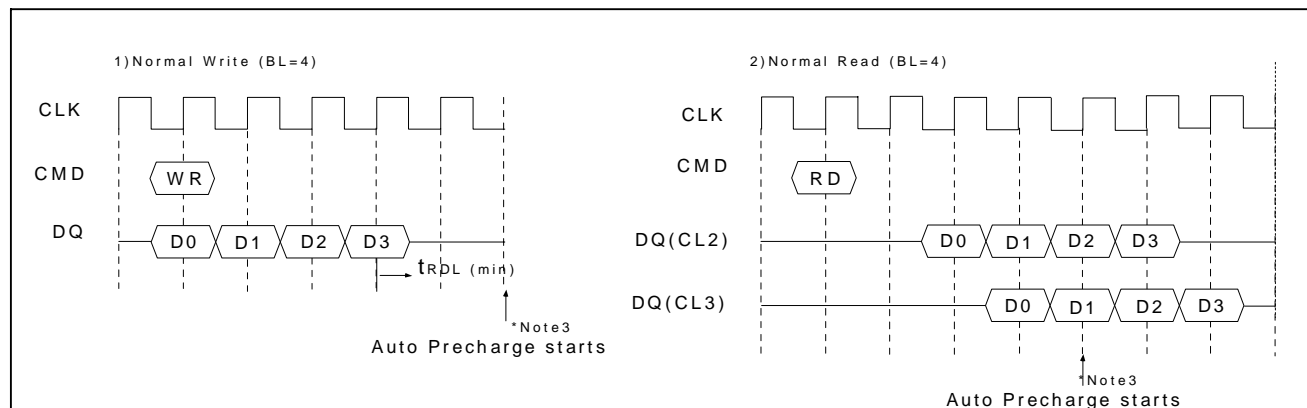 1)Normal Write (BL=4)
CLK
CMD
WR
DQ
D0 D1 D2 D3
tRDL (min)
*Note3
Auto Precharge starts
2)Normal Read (BL=4)
CLK
CMD
RD
DQ(CL2)
D0 D1 D2 D3
DQ(CL3)
D0 D1 D2 D3
*Note3
Auto Precharge starts